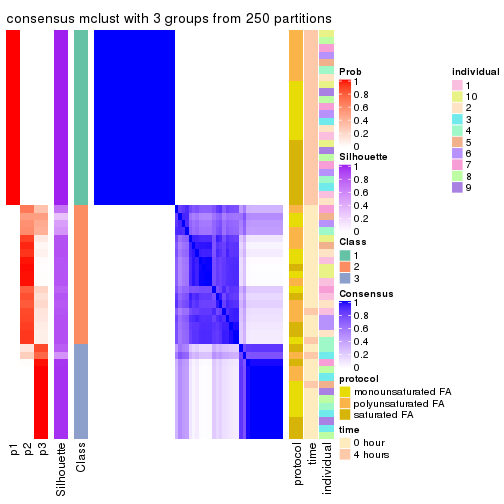 consensus mclust with 3 groups from 250 partitions
Prob
1
0.8
0.6
0.4
0.2
0
Silhouette
1
0.8
0.6
0.4
0.2
0
Class
1
2
3
Consensus
1
0.8
0.6
0.4
0.2
0
protocol
monounsaturated FA
polyunsaturated FA
saturated FA
time
0 hour
4 hours
individual
1
10
2
3
4
5
6
7
8
9
p1
p2
p3
Silhouette
Class
protocol
time
individual